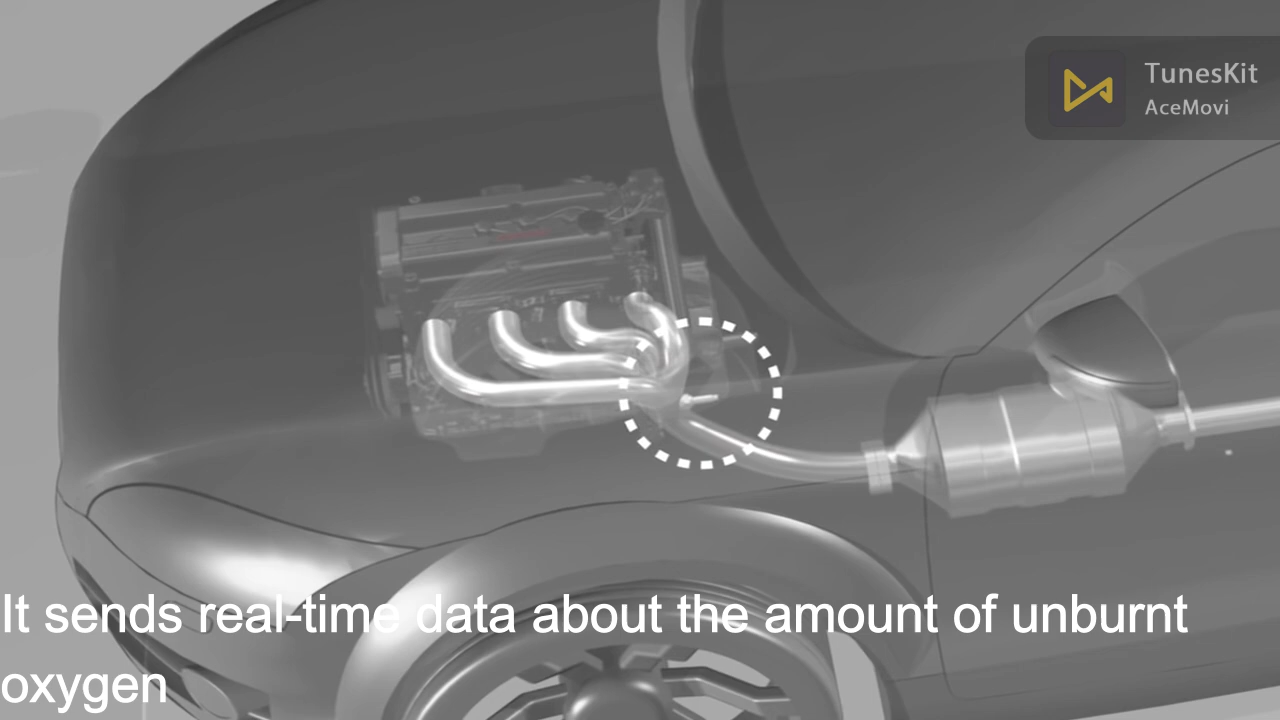 TunesKit
AceMovi
It sends real-time data about the amount of unburnt
oxygen